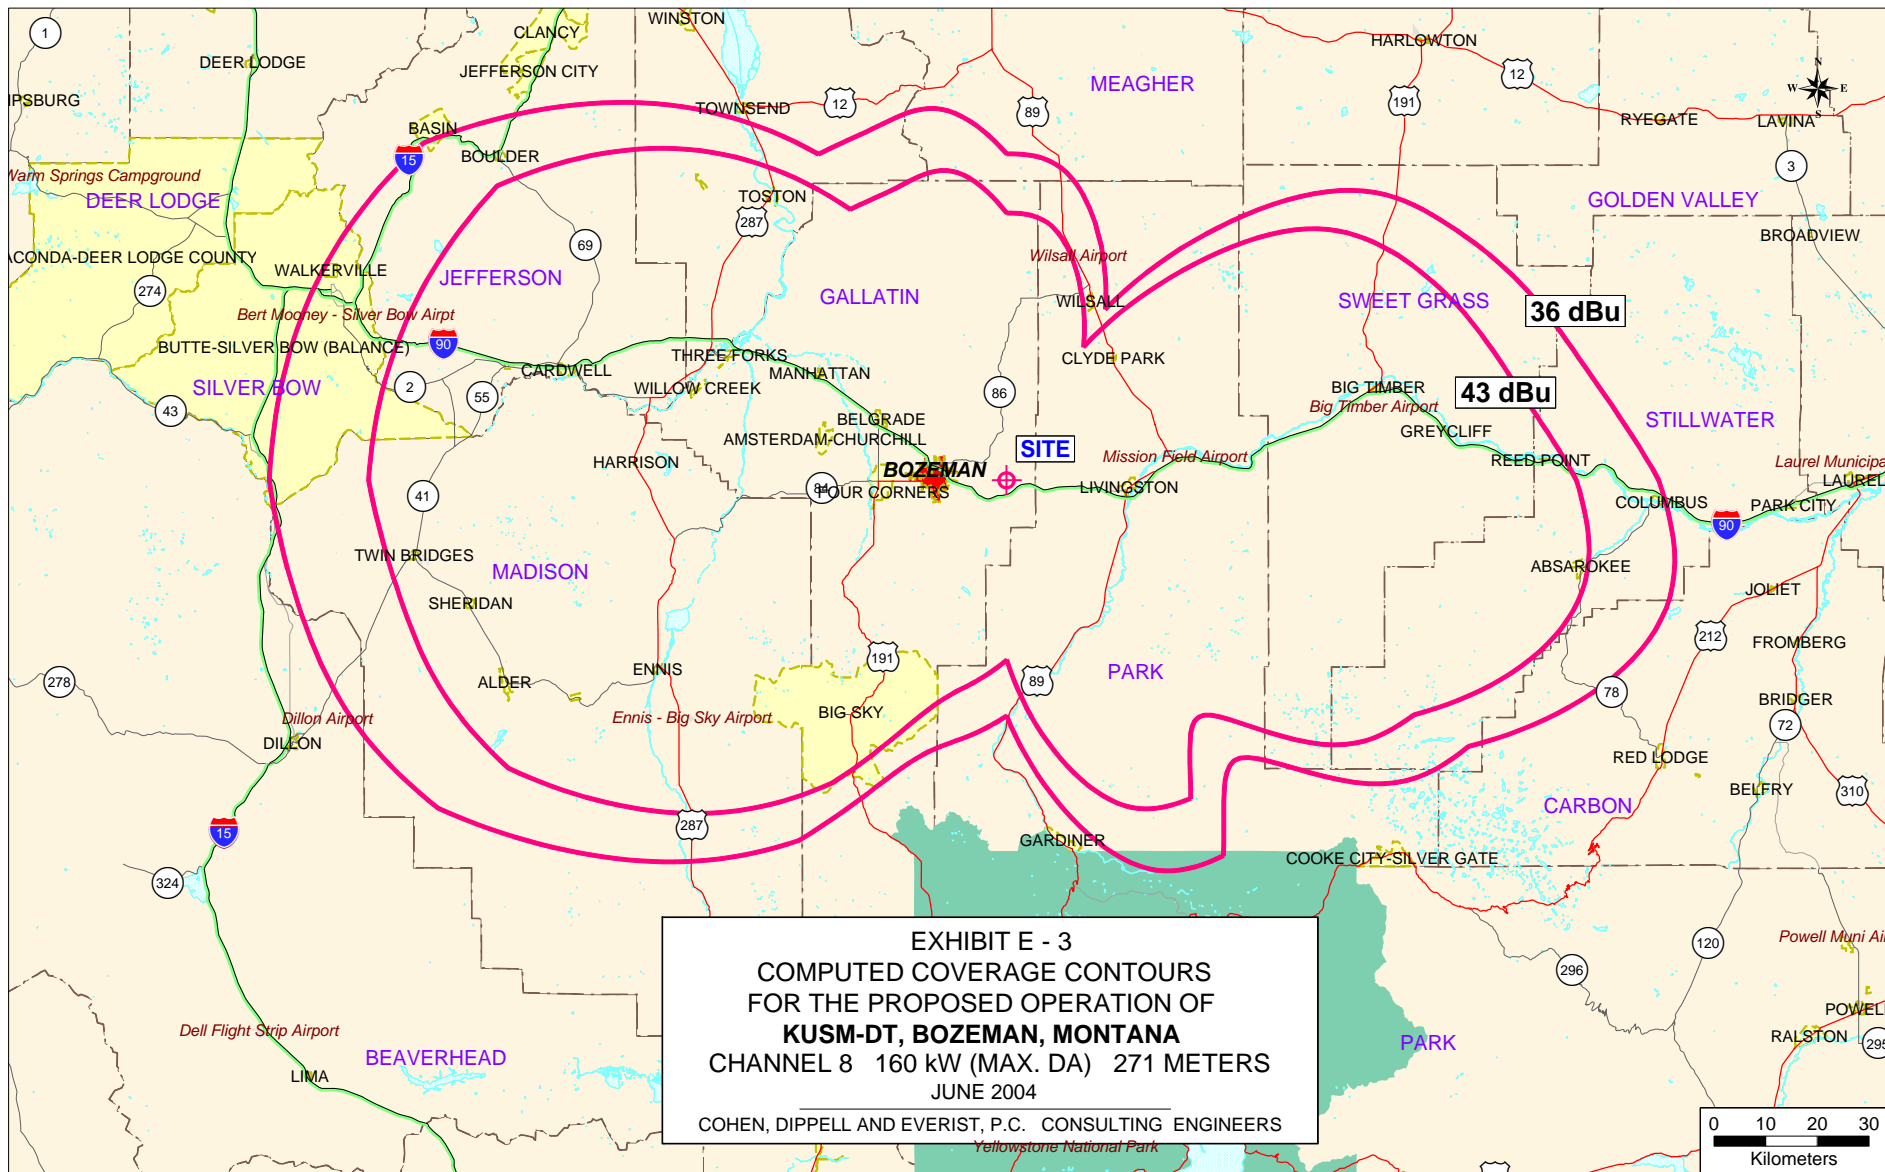 1
WINSTON
CLANCY
DEER LODGE
JEFFERSON CITY
HARLOWTON
12
MEAGHER
N
W E
S
IPSBURG
TOWNSEND
12
89
191
RYEGATE
LAVINA
BASIN
15
BOULDER
3
Warm Springs Campground
DEER LODGE
TOSTON
287
GOLDEN VALLEY
BROADVIEW
69
ACONDA-DEER LODGE COUNTY
WALKERVILLE
JEFFERSON
Wilsall Airport
274
GALLATIN
WILSALL
SWEET GRASS
36 dBu
Bert Mooney - Silver Bow Airpt
90
BUTTE-SILVER BOW (BALANCE)
THREE FORKS
CLYDE PARK
CARDWELL
MANHATTAN
SILVER BOW
2
55
WILLOW CREEK
86
BIG TIMBER
43 dBu
Big Timber Airport
43
BELGRADE
STILLWATER
AMSTERDAM-CHURCHILL
GREYCLIFF
SITE
HARRISON
BOZEMAN
Mission Field Airport
REED POINT
Laurel Municipa
LAUREL
41
84
FOUR CORNERS
LIVINGSTON
COLUMBUS
PARK CITY
90
TWIN BRIDGES
MADISON
ABSAROKEE
JOLIET
SHERIDAN
212
FROMBERG
191
278
ALDER
ENNIS
89
PARK
78
BRIDGER
Dillon Airport
Ennis - Big Sky Airport
BIG SKY
72
DILLON
RED LODGE
BELFRY
310
CARBON
15
287
GARDINER
COOKE CITY-SILVER GATE
324
EXHIBIT E - 3
COMPUTED COVERAGE CONTOURS
FOR THE PROPOSED OPERATION OF
KUSM-DT, BOZEMAN, MONTANA
CHANNEL 8 160 kW (MAX. DA) 271 METERS
JUNE 2004
COHEN, DIPPELL AND EVERIST, P.C. CONSULTING ENGINEERS
120
Powell Muni Air
296
POWELL
Dell Flight Strip Airport
RALSTON
295
PARK
BEAVERHEAD
LIMA
Yellowstone National Park
0 10 20 30
Kilometers